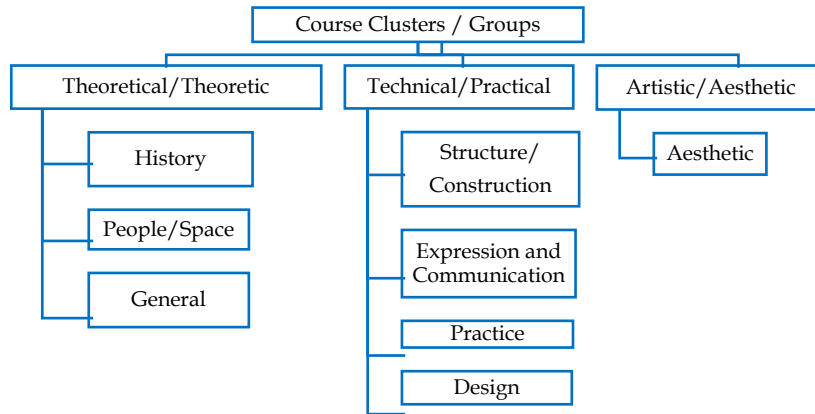 Course Clusters / Groups
Theoretical/Theoretic
Technical/Practical
Artistic/Aesthetic
History
People/Space
General
Structure/
Construction
Expression and
Communication
Practice
Design
Aesthetic